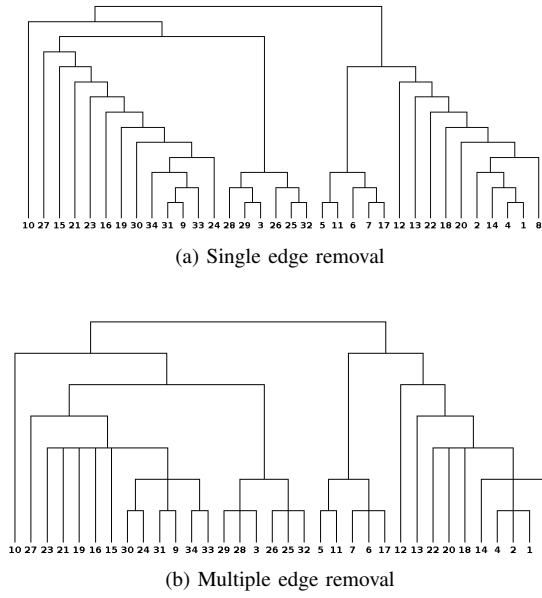 10 27 15 21 23 16 19 30 34 31 9 33 24 28 29 3 26 25 32 5 11 6 7 17 12 13 22 18 20 2 14 4 1 8
(a) Single edge removal
10 27 23 21 19 16 15 30 24 31 9 34 33 29 28 3 26 25 32 5 11 7 6 17 12 13 22 20 18 14 4 2 1
(b) Multiple edge removal